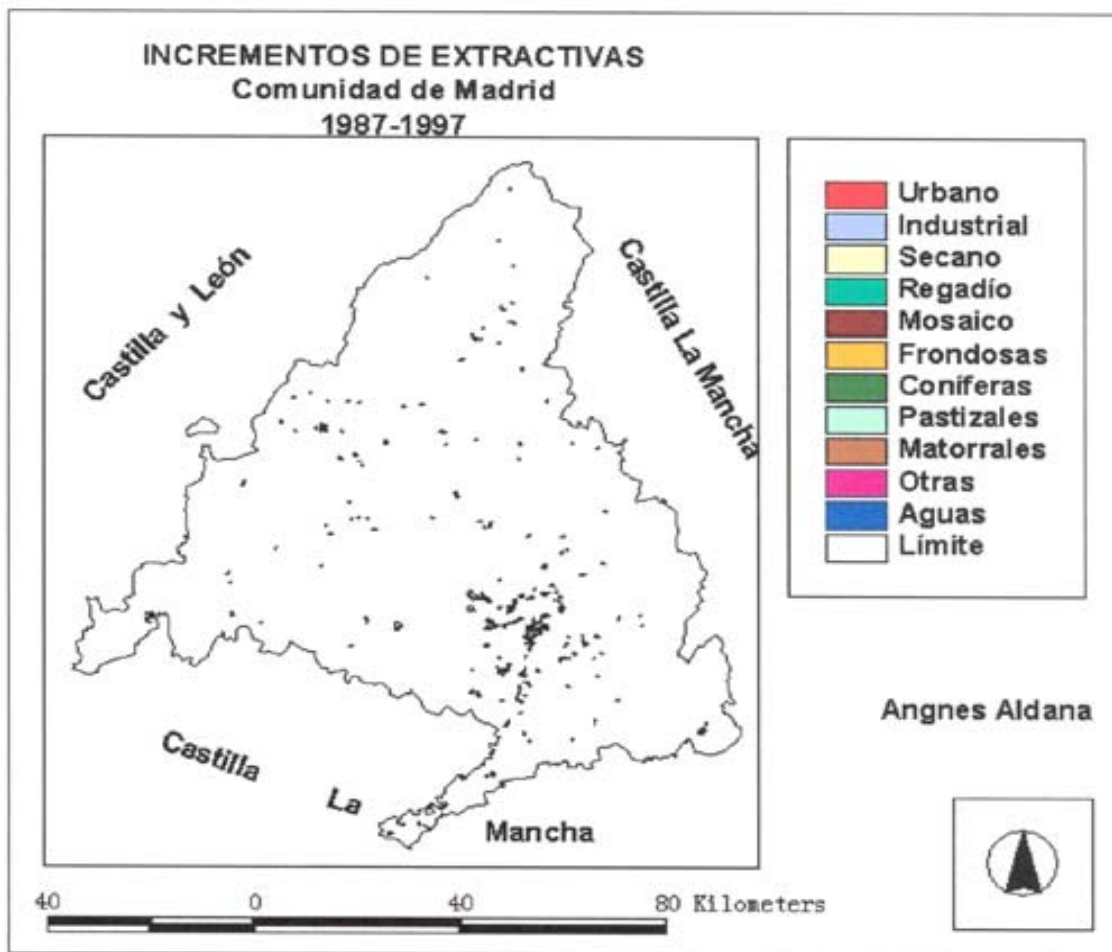 INCREMENTOS DE EXTRACTIVAS
Comunidad de Madrid
1987-1997
Castilla y León
Castilla La Mancha
Castilla La Mancha
Urbano
Industrial
Secano
Regadío
Mosaico
Frondosas
Coníferas
Pastizales
Matorrales
Otras
Aguas
Límite
Angnes Aldana
40 0 40 80 Kilometers